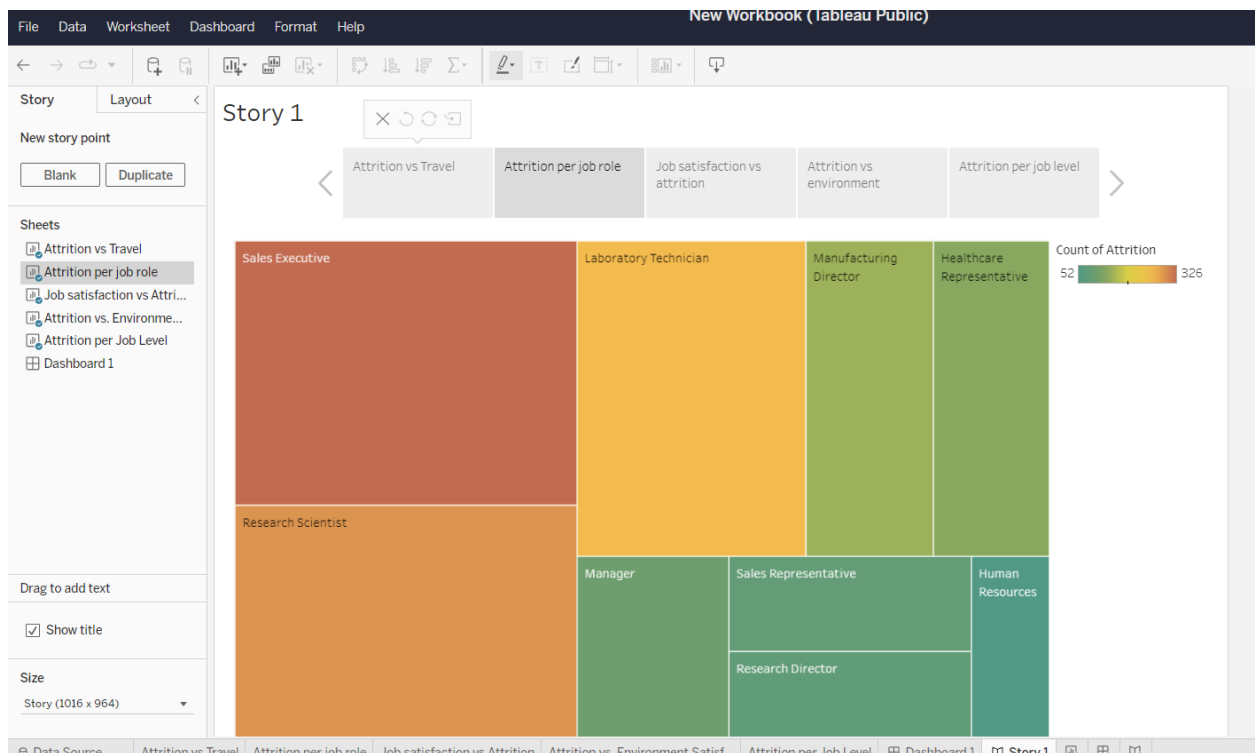 New Workbook (Tableau Public)
File Data Worksheet Dashboard Format Help
Story Layout
New story point
Blank Duplicate
Sheets
Attrition vs Travel
Attrition per job role
Job satisfaction vs Attri...
Attrition vs. Environme...
Attrition per Job Level
Dashboard 1
Drag to add text
Show title
Size
Story (1016 x 964)
Story 1
Attrition vs Travel
Attrition per job role
Job satisfaction vs
attrition
Attrition vs
environment
Attrition per job level
Sales Executive
Laboratory Technician
Manufacturing
Director
Healthcare
Representative
Research Scientist
Manager
Sales Representative
Human
Resources
Research Director
Count of Attrition
52 326
Data Source Attrition vs Travel Attrition per job role Job satisfaction vs Attrition Attrition vs. Environment Satisf... Attrition per Job Level Dashboard 1 Story 1